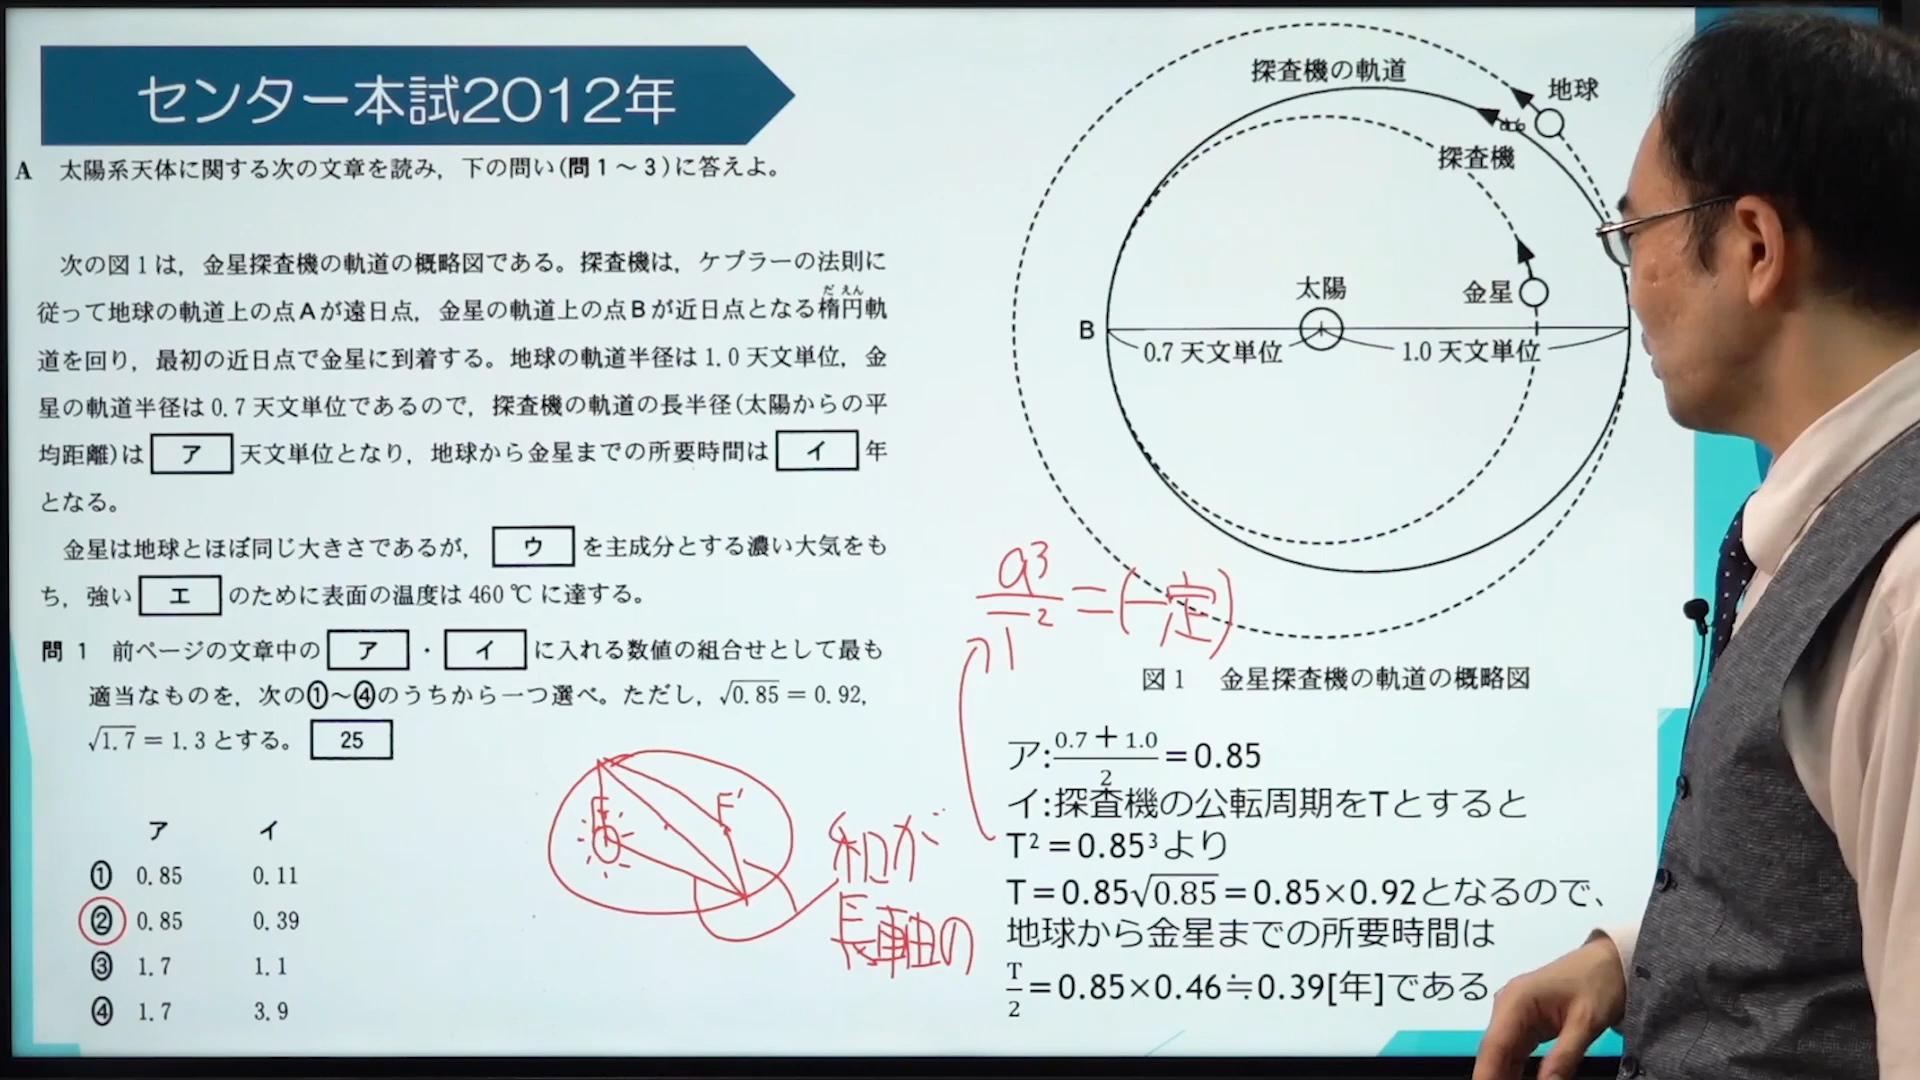 センター本試2012年
A 太陽系天体に関する次の文章を読み，下の問い(問1～3)に答えよ。
次の図1は，金星探査機の軌道の概略図である。探査機は，ケプラーの法則に
従って地球の軌道上の点Aが遠日点，金星の軌道上の点Bが近日点となる楕円軌
だ えん
道を回り，最初の近日点で金星に到着する。地球の軌道半径は1.0天文単位，金
星の軌道半径は0.7天文単位であるので，探査機の軌道の長半径(太陽からの平
均距離)は ア 天文単位となり，地球から金星までの所要時間は イ 年
となる。
金星は地球とほぼ同じ大きさであるが， ウ を主成分とする濃い大気をも
ち，強い エ のために表面の温度は460℃に達する。
問1 前ページの文章中の ア ・ イ に入れる数値の組合せとして最も
適当なものを，次の①～④のうちから一つ選べ。ただし，√0.85 = 0.92,
√1.7 = 1.3とする。 25
ア イ
① 0.85 0.11
② 0.85 0.39
③ 1.7 1.1
④ 1.7 3.9
F
F'
和が
長軸の
探査機の軌道
地球
探査機
太陽
金星
B
0.7天文単位
1.0天文単位
a³/T² = (一定)
図1 金星探査機の軌道の概略図
ア:(0.7+1.0)/2=0.85
イ:探査機の公転周期をTとすると
T²=0.85³より
T=0.85√0.85=0.85×0.92となるので、
地球から金星までの所要時間は
T/2=0.85×0.46≒0.39[年]である